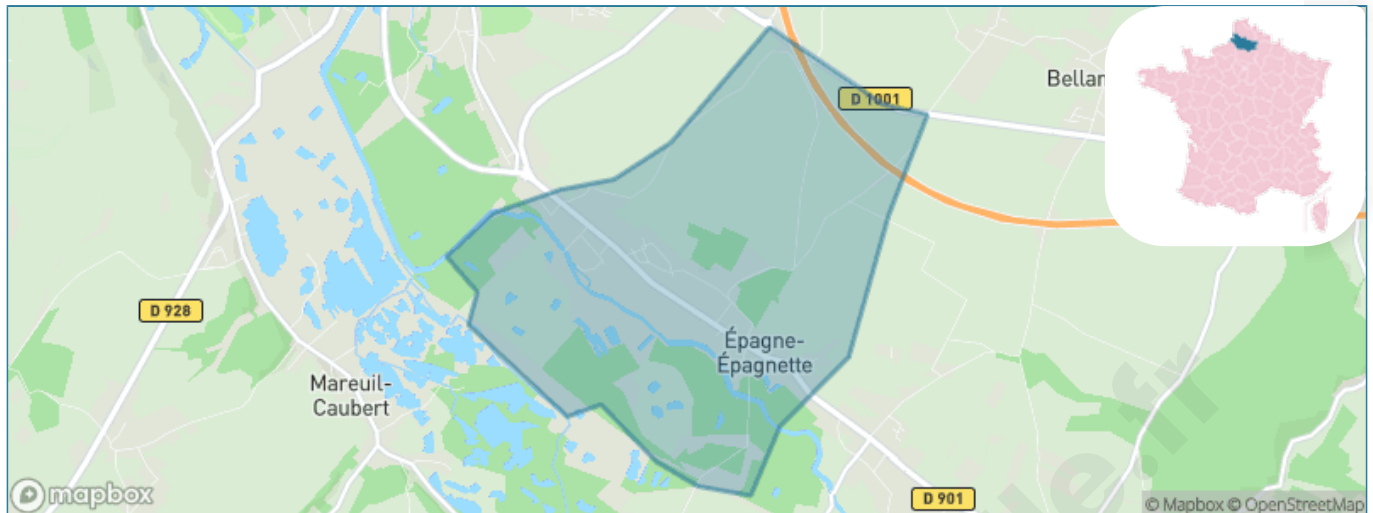 D 1001
Bellan
D 928
Épagne-
Épagnette
Mareuil-
Caubert
D 901
mapbox
© Mapbox © OpenStreetMap